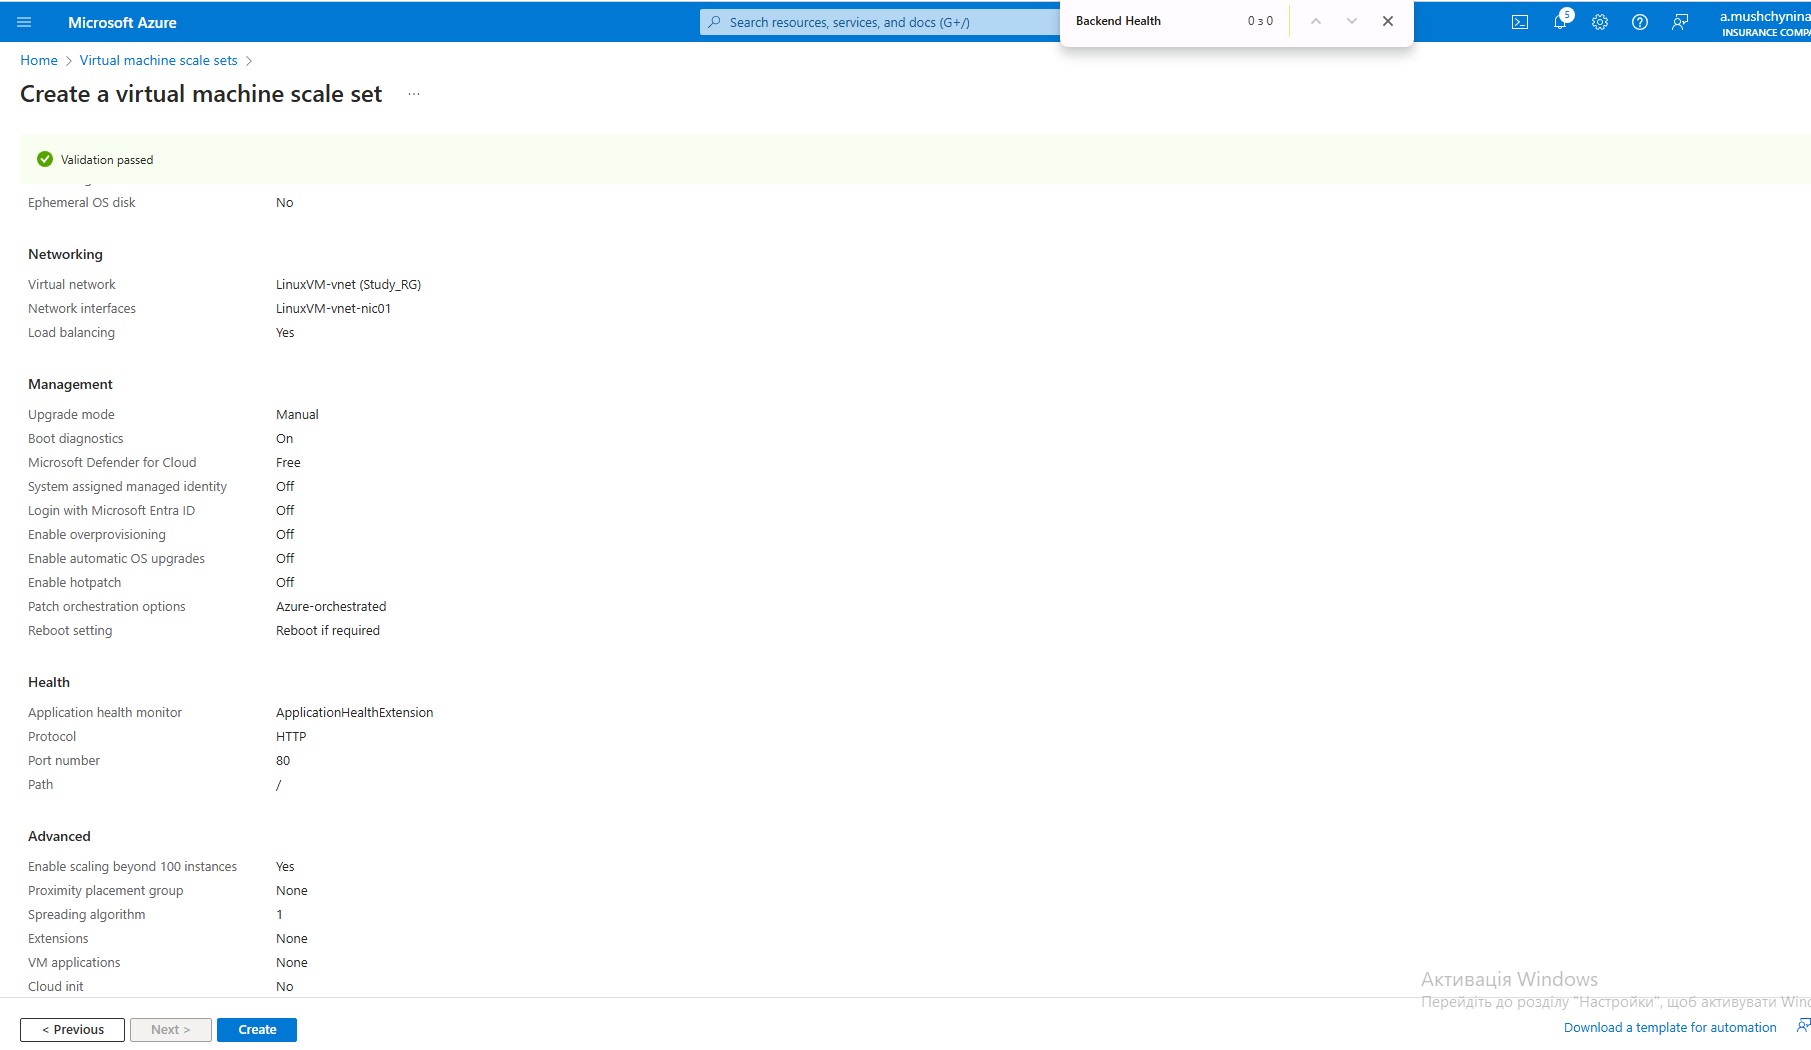 Microsoft Azure
Search resources, services, and docs (G+/)
Backend Health
0 з 0
5
a.mushchynina
INSURANCE COMPA
Home > Virtual machine scale sets >
Create a virtual machine scale set ...
Validation passed
Ephemeral OS disk No
Networking
Virtual network LinuxVM-vnet (Study_RG)
Network interfaces LinuxVM-vnet-nic01
Load balancing Yes
Management
Upgrade mode Manual
Boot diagnostics On
Microsoft Defender for Cloud Free
System assigned managed identity Off
Login with Microsoft Entra ID Off
Enable overprovisioning Off
Enable automatic OS upgrades Off
Enable hotpatch Off
Patch orchestration options Azure-orchestrated
Reboot setting Reboot if required
Health
Application health monitor ApplicationHealthExtension
Protocol HTTP
Port number 80
Path /
Advanced
Enable scaling beyond 100 instances Yes
Proximity placement group None
Spreading algorithm 1
Extensions None
VM applications None
Cloud init No
Активація Windows
Перейдіть до розділу "Настройки", щоб активувати Wind
< Previous
Next >
Create
Download a template for automation